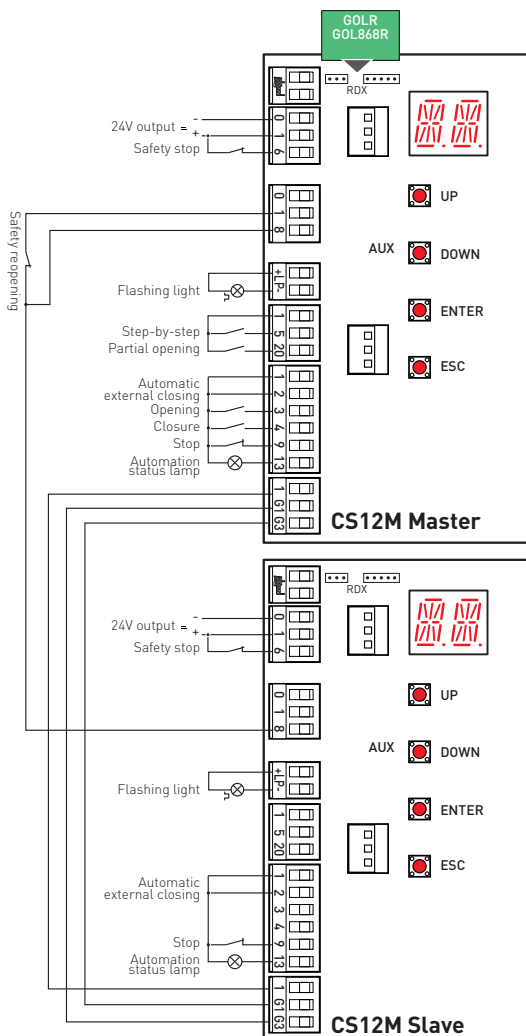 GOLR
GOL868R
RDX
24V output = -
+
Safety stop
0
1
6
UP
Safety reopening
0
1
8
AUX
DOWN
Flashing light
+LP-
ENTER
Step-by-step
Partial opening
1
5
20
ESC
Automatic
external closing
Opening
Closure
Stop
Automation
status lamp
1
2
3
4
9
13
1
G1
G3
CS12M Master
RDX
24V output = -
+
Safety stop
0
1
6
UP
0
1
8
AUX
DOWN
Flashing light
+LP-
ENTER
1
5
20
ESC
Automatic
external closing
Stop
Automation
status lamp
1
2
3
4
9
13
1
G1
G3
CS12M Slave